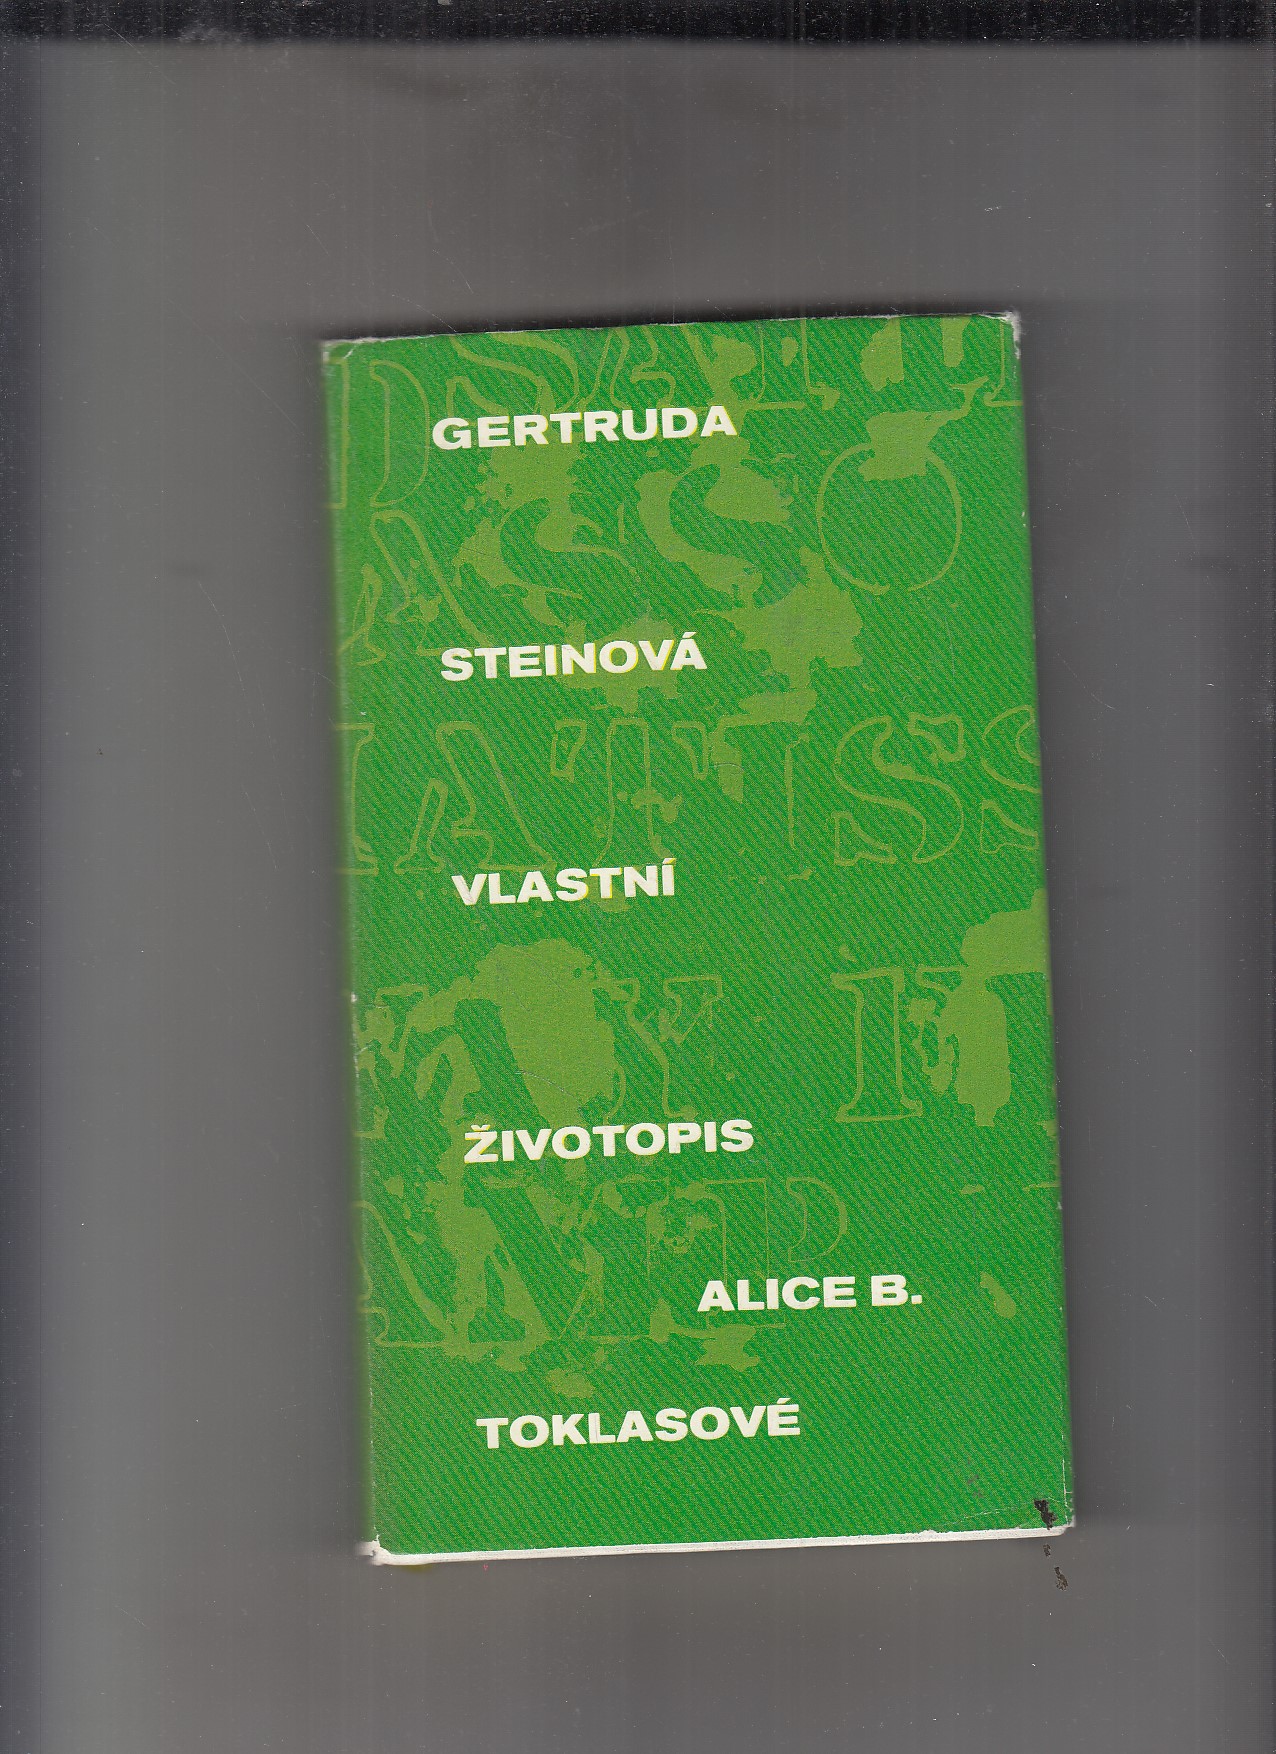 GERTRUDA
STEINOVÁ
VLASTNÍ
ŽIVOTOPIS
ALICE B.
TOKLASOVÉ